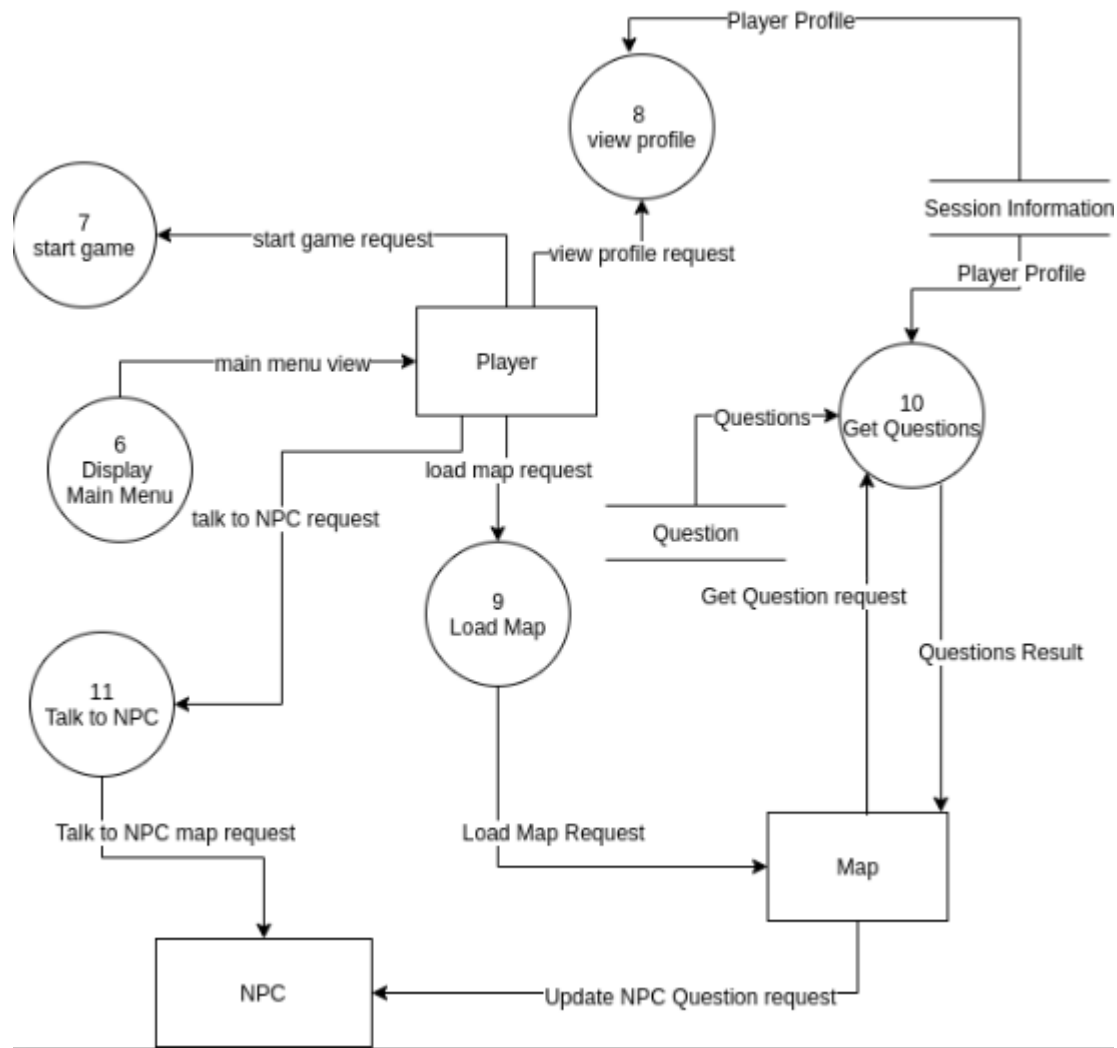 Player Profile
8
view profile
7
start game
Session Information
start game request
view profile request
Player Profile
main menu view
Player
10
Get Questions
Questions
6
Display
Main Menu
load map request
talk to NPC request
Question
9
Load Map
Get Question request
Questions Result
11
Talk to NPC
Talk to NPC map request
Load Map Request
Map
NPC
Update NPC Question request